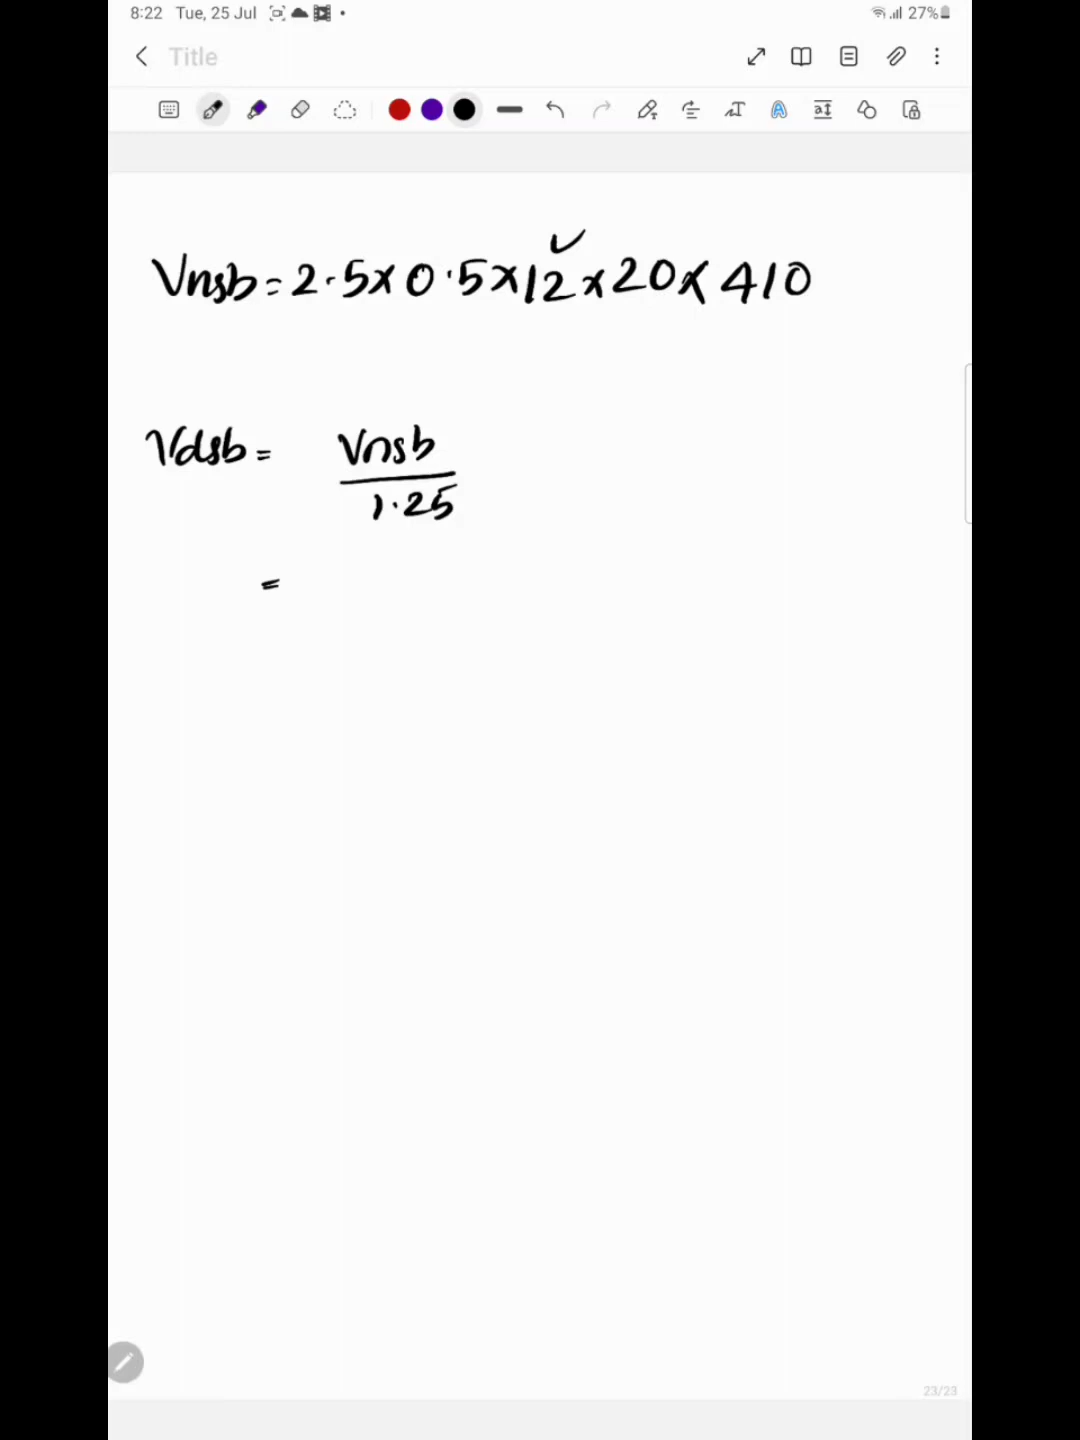 8:22 Tue, 25 Jul 27%
Title
Vnsb = 2.5 x 0.5 x 12 x 20 x 410
Vdsb = Vnsb
1.25
=
23/23